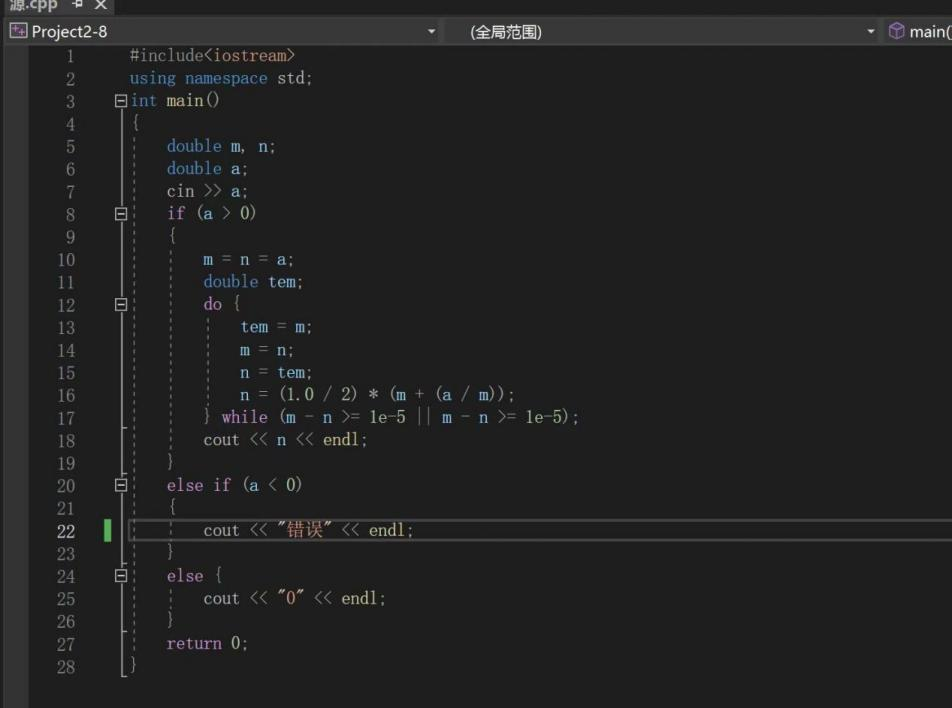 源.cpp
Project2-8 (全局范围) main(
1 #include<iostream>
2 using namespace std;
3 int main()
4 {
5 double m, n;
6 double a;
7 cin >> a;
8 if (a > 0)
9 {
10 m = n = a;
11 double tem;
12 do {
13 tem = m;
14 m = n;
15 n = tem;
16 n = (1.0 / 2) * (m + (a / m));
17 } while (m - n >= 1e-5 || m - n >= 1e-5);
18 cout << n << endl;
19 }
20 else if (a < 0)
21 {
22 cout << "错误" << endl;
23 }
24 else {
25 cout << "0" << endl;
26 }
27 return 0;
28 }